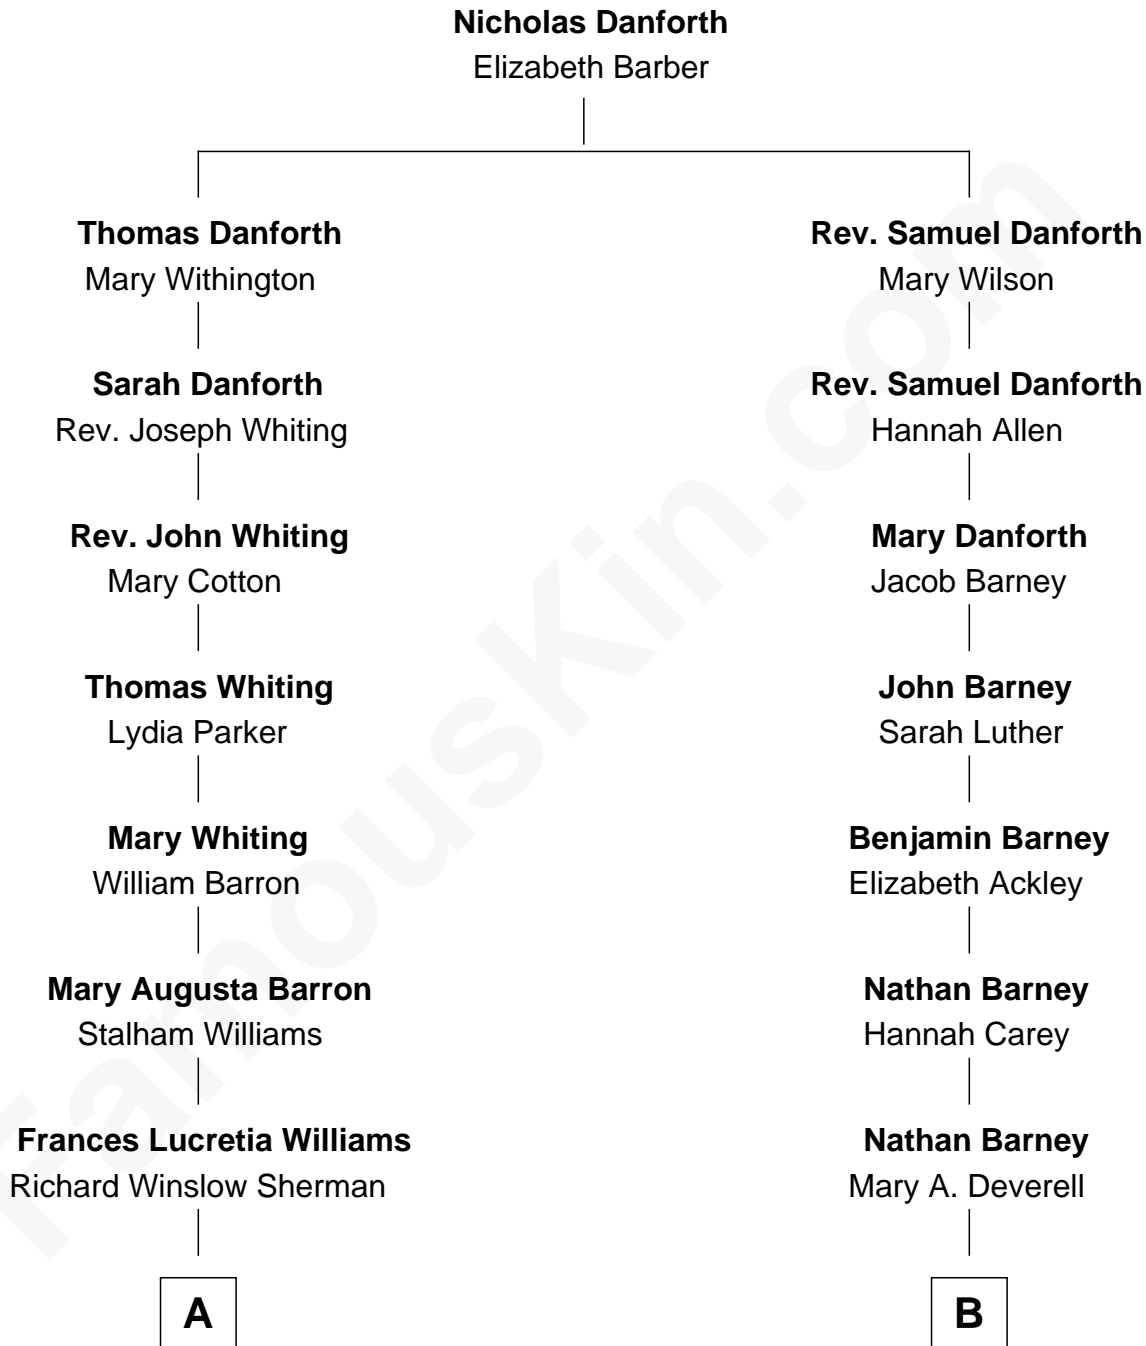 Nicholas Danforth
Elizabeth Barber
Thomas Danforth
Mary Withington
Rev. Samuel Danforth
Mary Wilson
Sarah Danforth
Rev. Joseph Whiting
Rev. Samuel Danforth
Hannah Allen
Rev. John Whiting
Mary Cotton
Mary Danforth
Jacob Barney
Thomas Whiting
Lydia Parker
John Barney
Sarah Luther
Mary Whiting
William Barron
Benjamin Barney
Elizabeth Ackley
Mary Augusta Barron
Stalham Williams
Nathan Barney
Hannah Carey
Frances Lucretia Williams
Richard Winslow Sherman
Nathan Barney
Mary A. Deverell
A
B
FamousKin.com